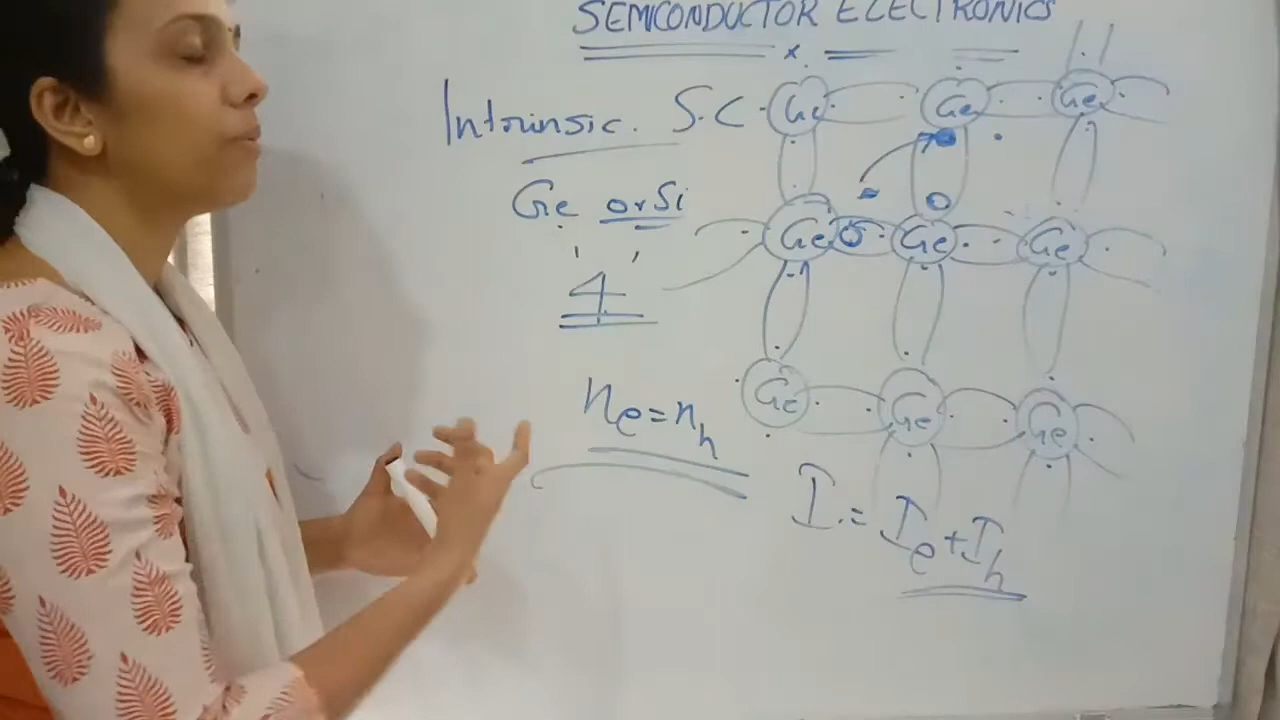 SEMICONDUCTOR ELECTRONICS
Intrinsic. S.C
Ge or Si
4
ne=nh
I.=Ie+Ih
Ge Ge Ge
Ge Ge Ge
Ge Ge Ge